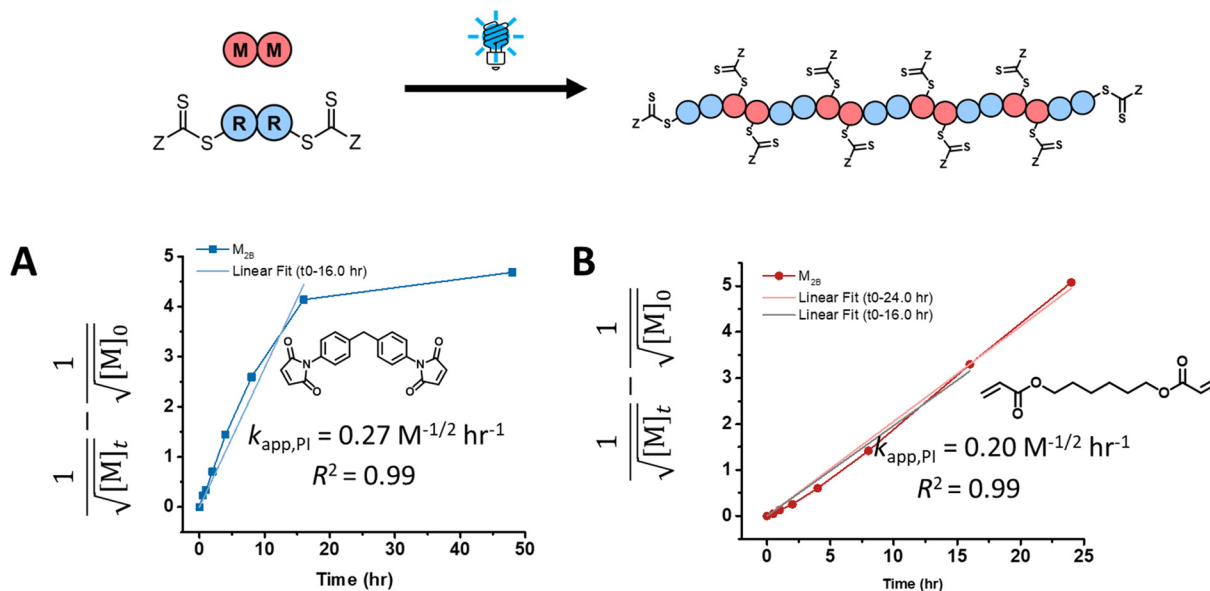 M M
S S
Z S R R S Z
S Z
S
Z S
S
Z S
S
Z S
S
S
Z S
Z
S S
Z
S S
Z
S S
Z
S S
Z
S
A
M2B
Linear Fit (t0-16.0 hr)
1/√[M]t − 1/√[M]0
5
4
3
2
1
0
O O
N N
O O
kapp,PI = 0.27 M-1/2 hr-1
R2 = 0.99
0 10 20 30 40 50
Time (hr)
B
M2B
Linear Fit (t0-24.0 hr)
Linear Fit (t0-16.0 hr)
1/√[M]t − 1/√[M]0
5
4
3
2
1
0
O O
O O
kapp,PI = 0.20 M-1/2 hr-1
R2 = 0.99
0 5 10 15 20 25
Time (hr)